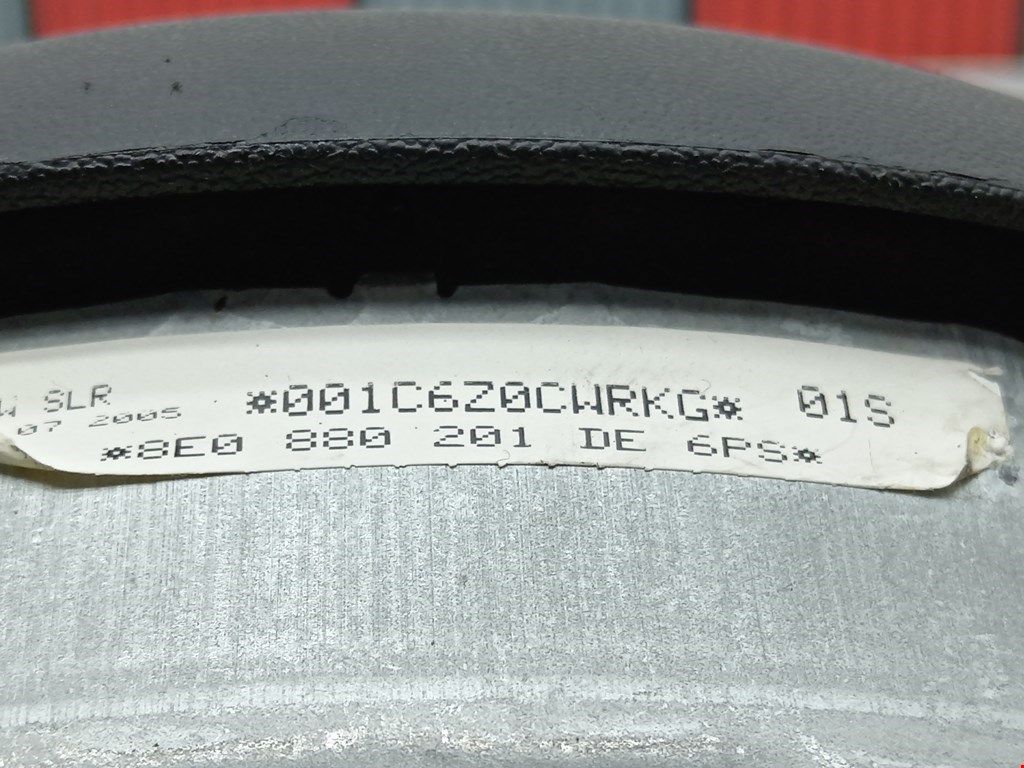 SLR *001C6Z0CWRKG* 01S
07 2005
*8E0 880 201 DE 6PS*